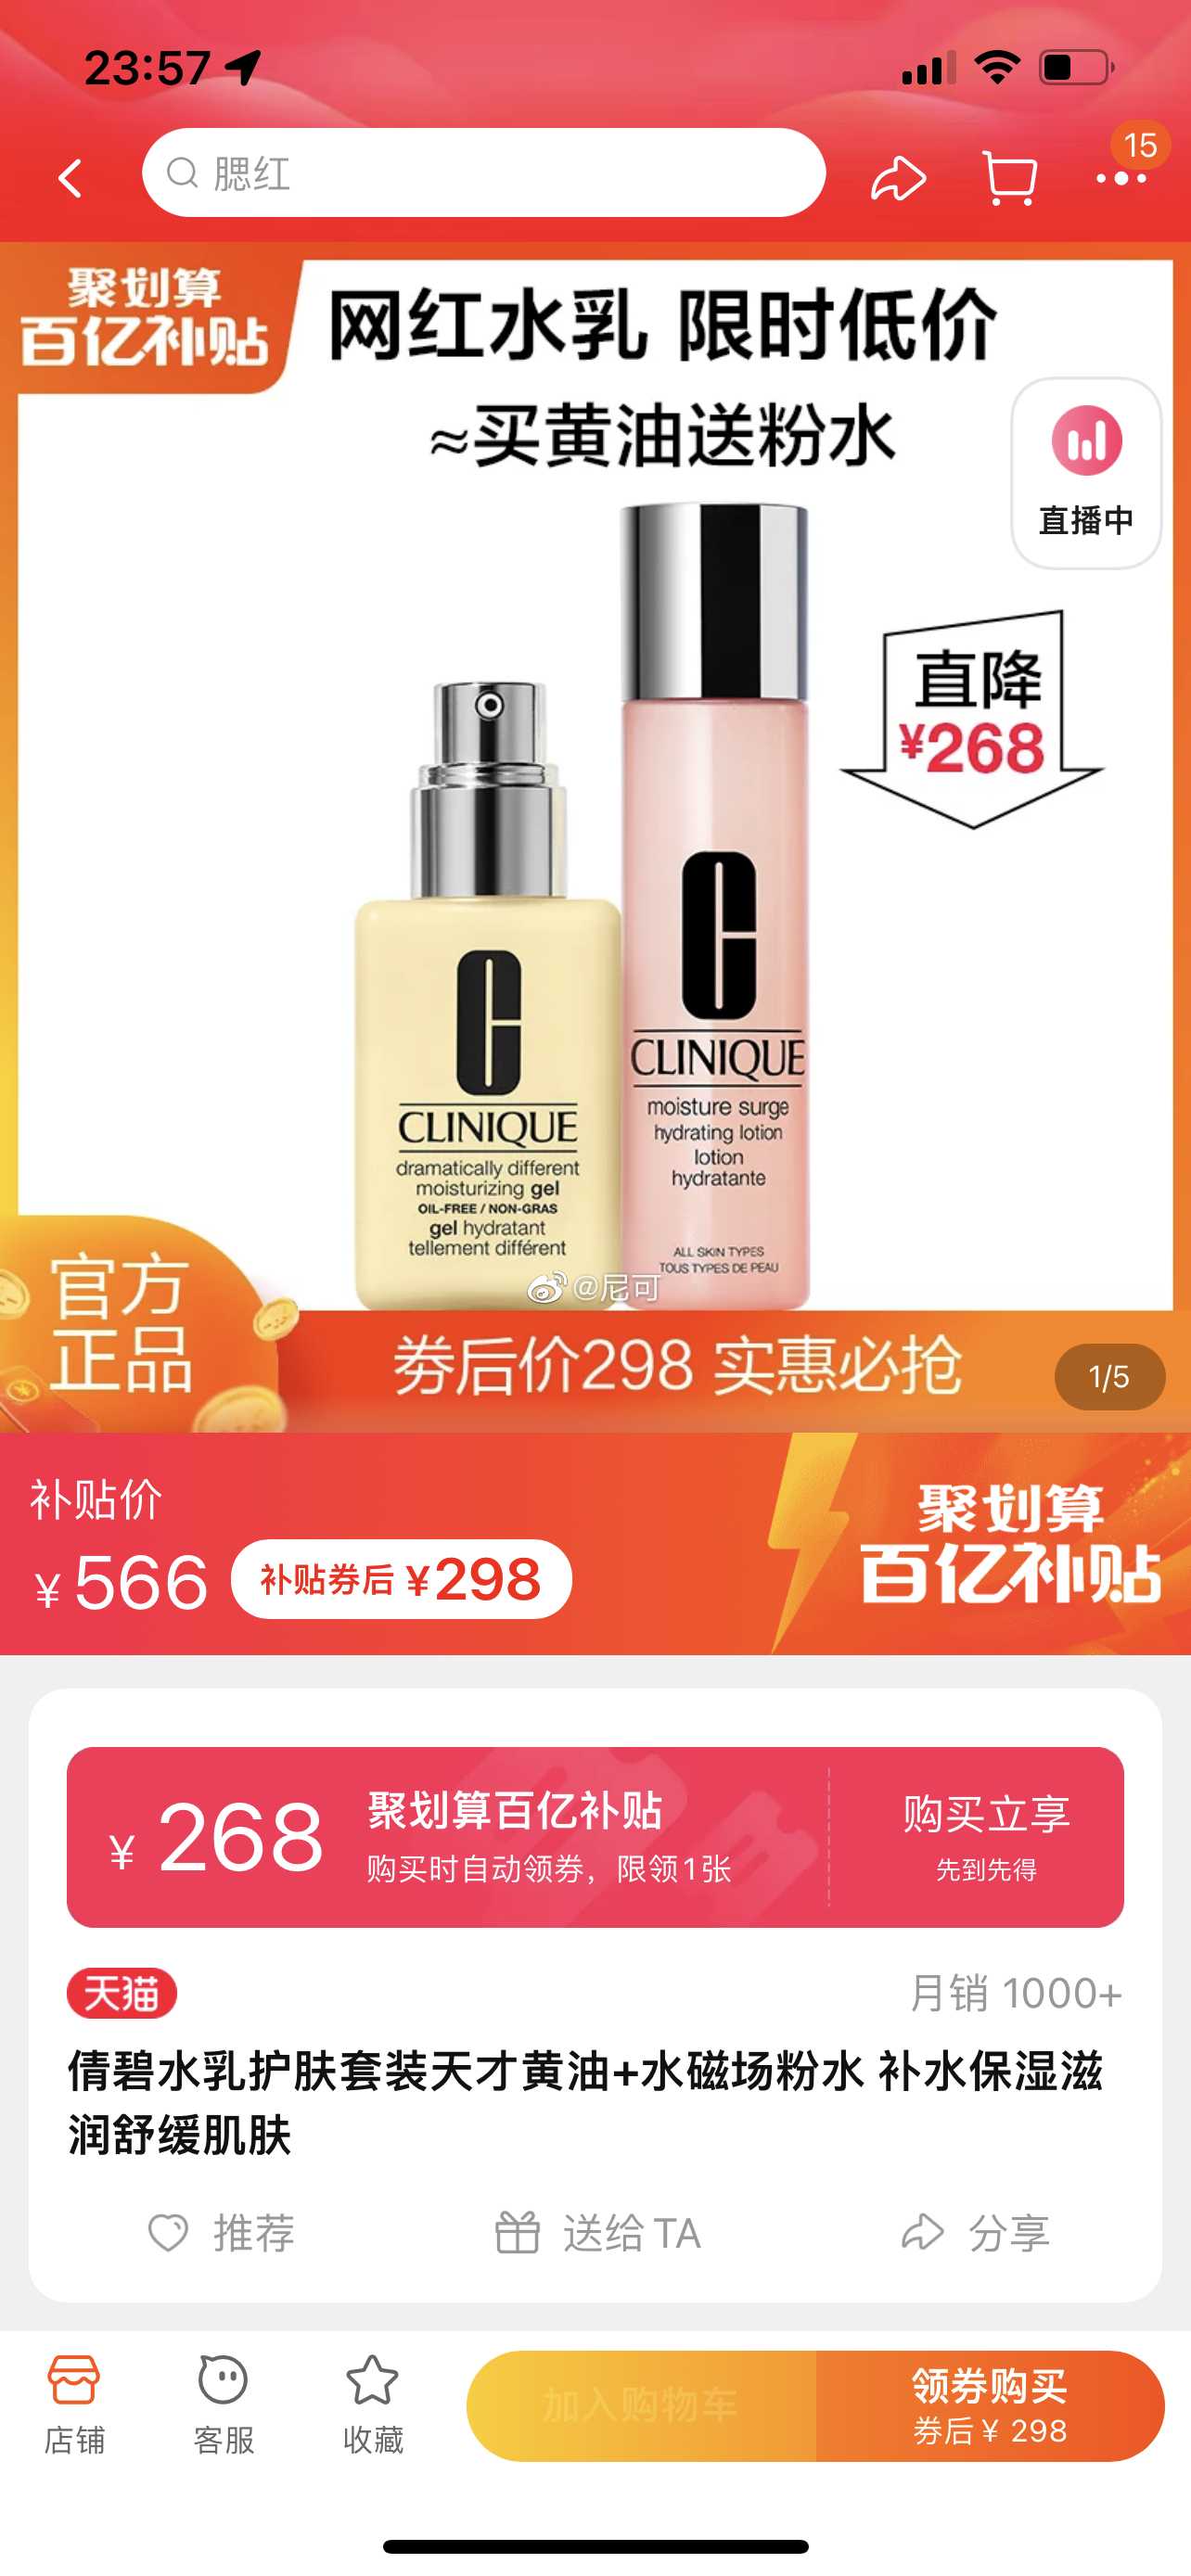 23:57
腮红
15
聚划算
百亿补贴
网红水乳 限时低价
≈买黄油送粉水
直播中
直降
¥268
CLINIQUE
dramatically different
moisturizing gel
OIL-FREE / NON-GRAS
gel hydratant
tellement différent
CLINIQUE
moisture surge
hydrating lotion
lotion
hydratante
ALL SKIN TYPES
TOUS TYPES DE PEAU
@尼可
官方
正品
券后价298 实惠必抢
1/5
补贴价
¥566
补贴券后 ¥298
聚划算
百亿补贴
¥ 268
聚划算百亿补贴
购买时自动领券，限领1张
购买立享
先到先得
天猫
月销 1000+
倩碧水乳护肤套装天才黄油+水磁场粉水 补水保湿滋
润舒缓肌肤
推荐
送给TA
分享
店铺
客服
收藏
加入购物车
领券购买
券后¥ 298